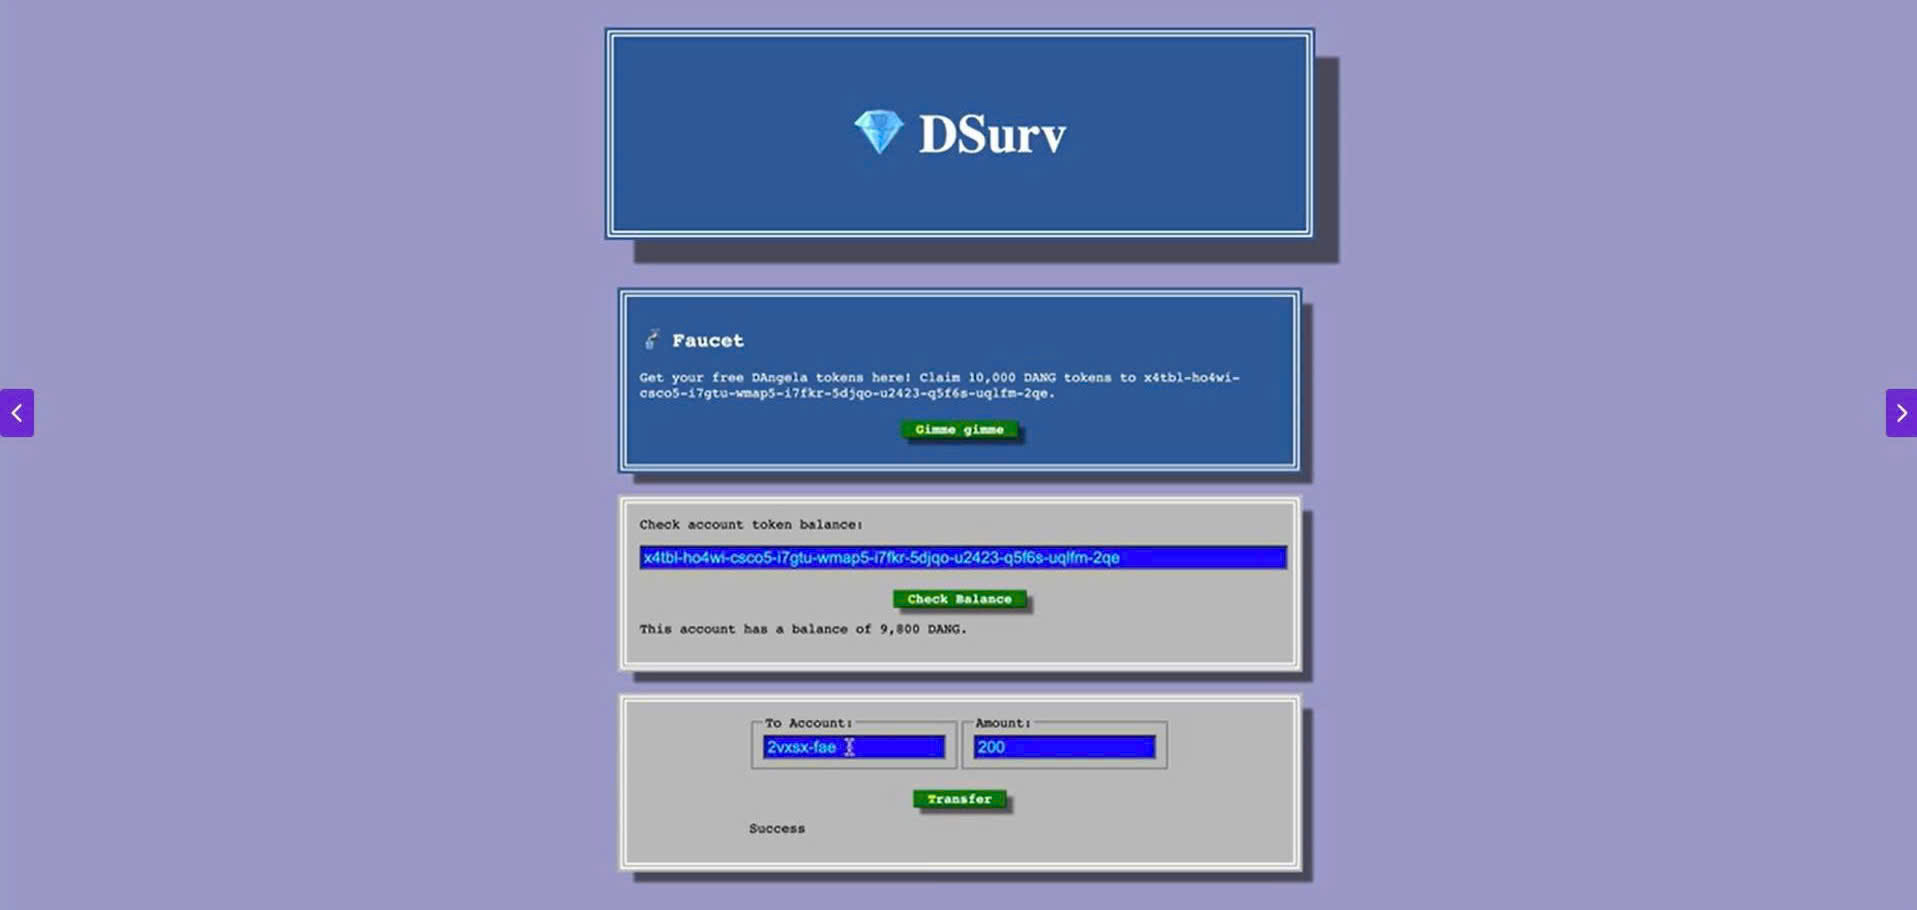 DSurv
Faucet
Get your free DAngela tokens here! Claim 10,000 DANG tokens to x4tbl-ho4wi-
csco5-i7gtu-wmap5-i7fkr-5djqo-u2423-q5f6s-uqlfm-2qe.
Gimme gimme
Check account token balance:
x4tbl-ho4wi-csco5-i7gtu-wmap5-i7fkr-5djqo-u2423-q5f6s-uqlfm-2qe
Check Balance
This account has a balance of 9,800 DANG.
To Account: Amount:
2vxsx-fae 200
Transfer
Success